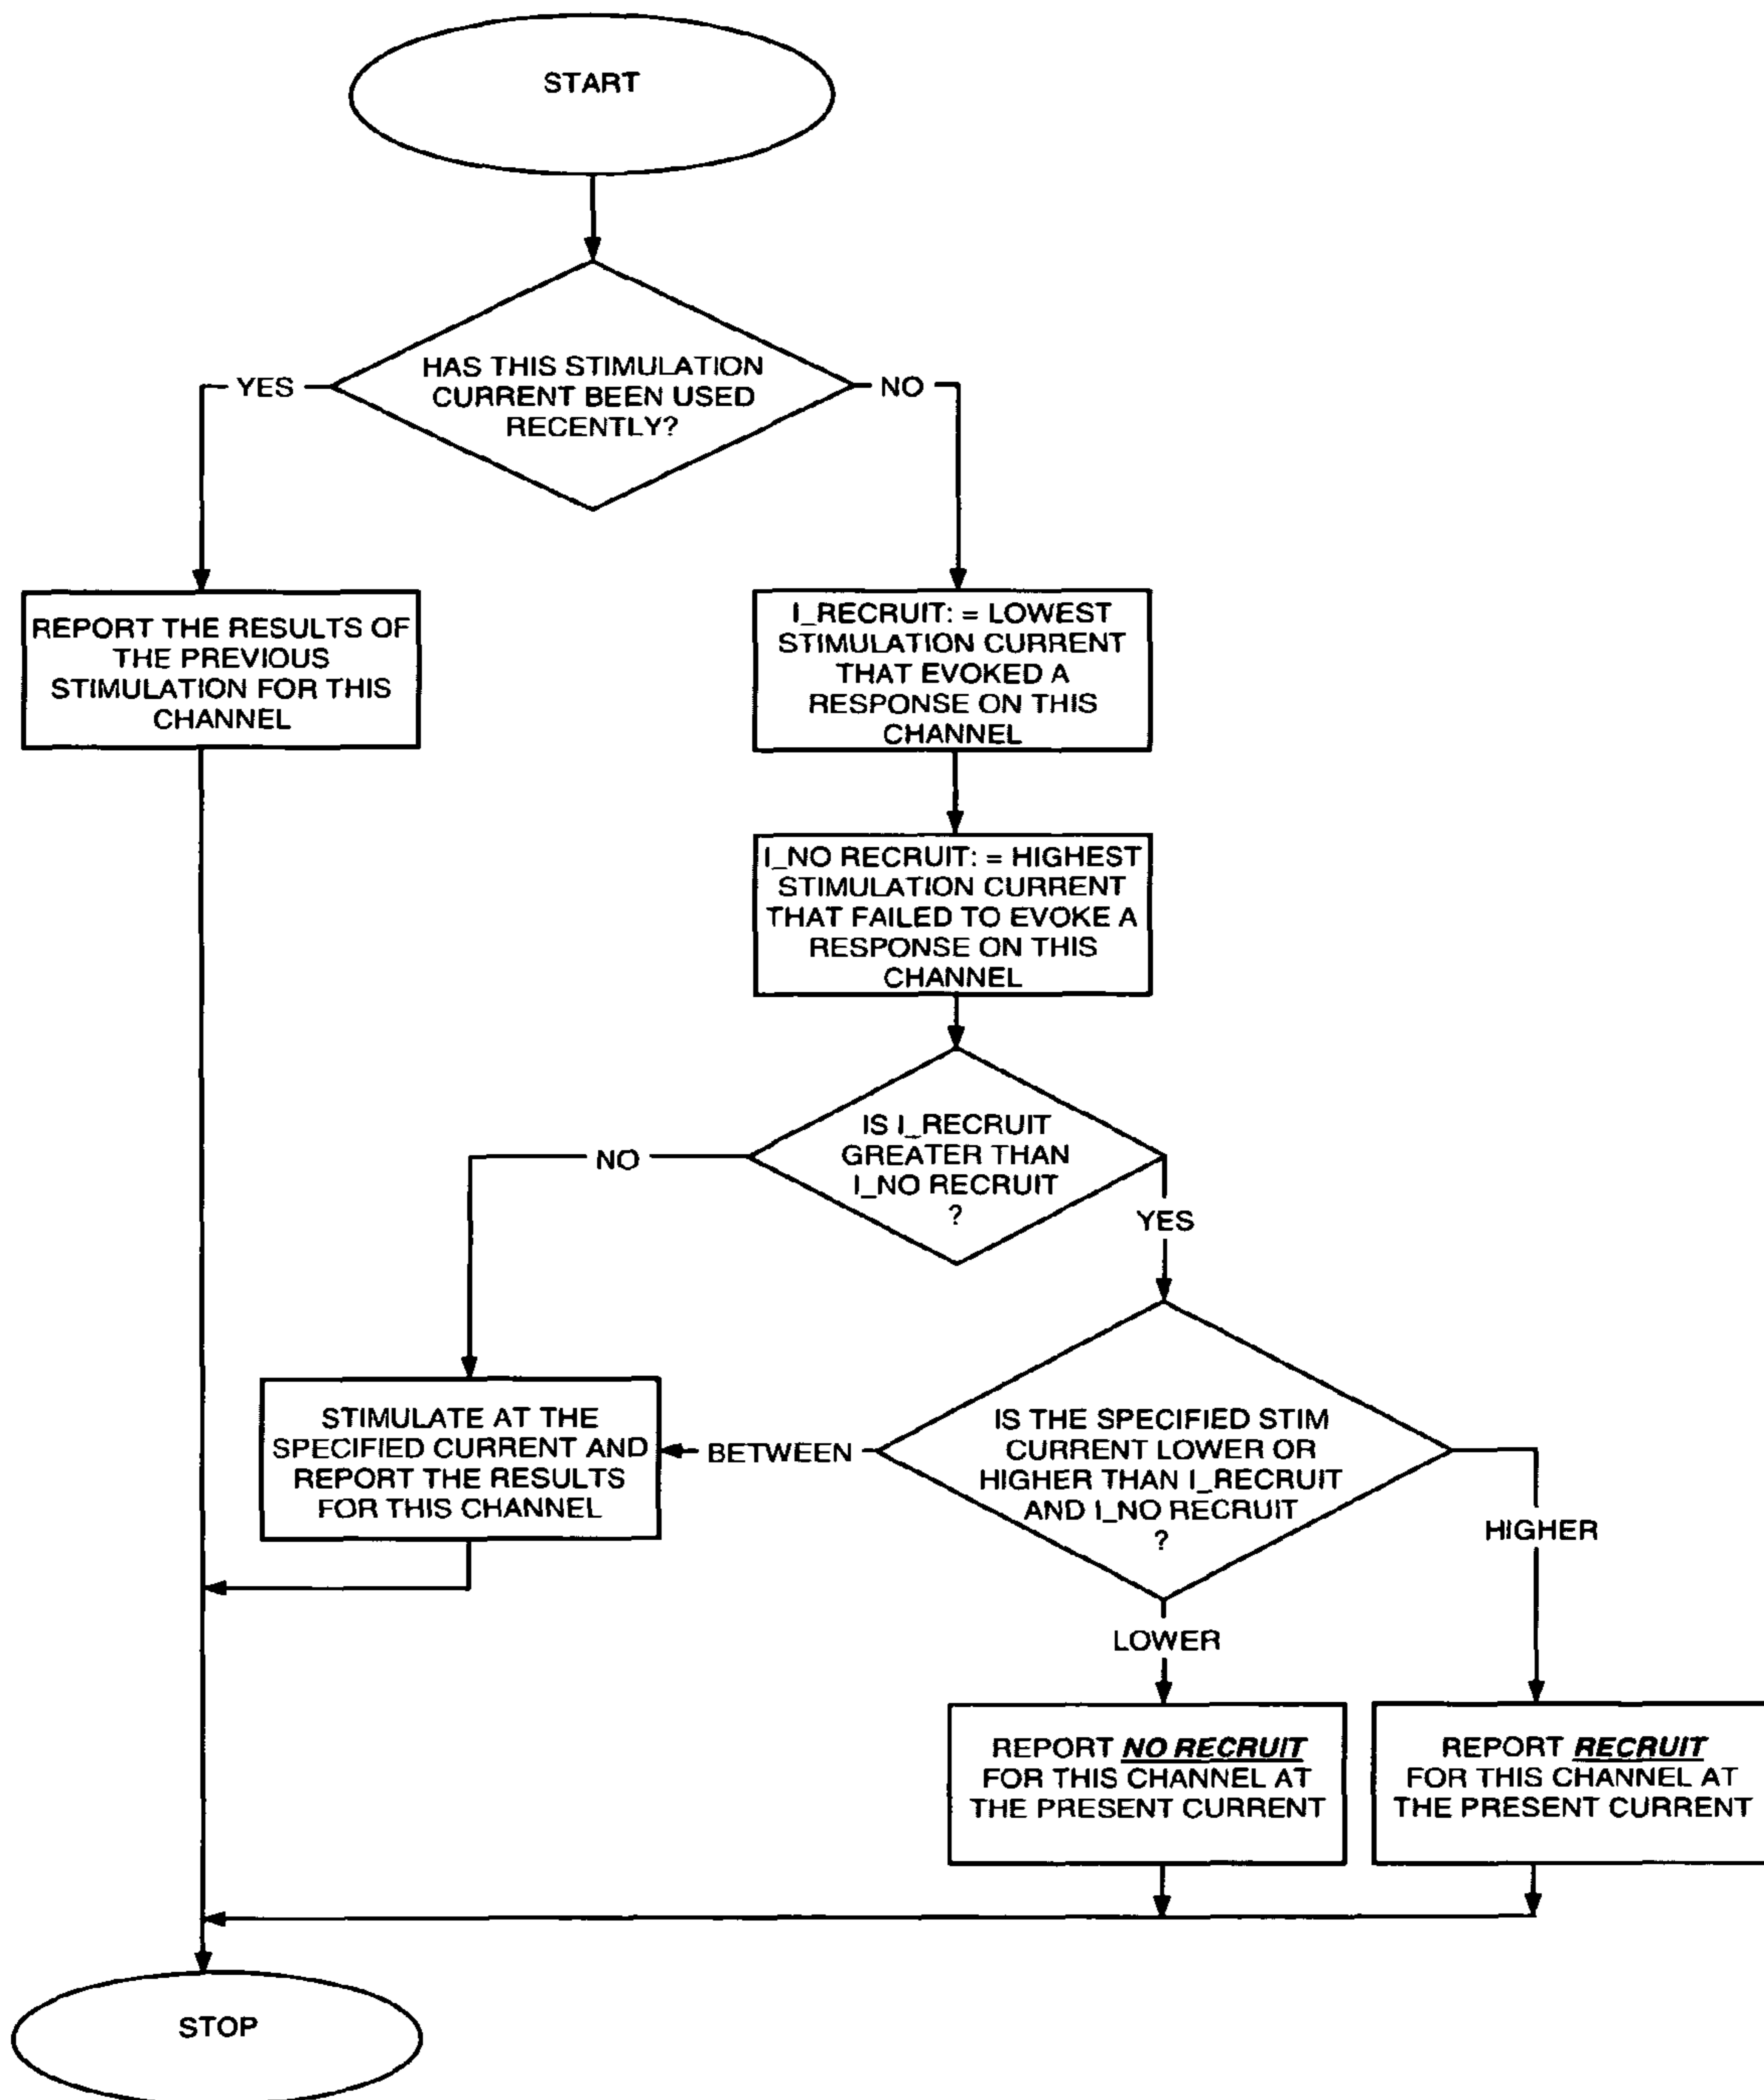 START
HAS THIS STIMULATION
CURRENT BEEN USED
RECENTLY?
YES
NO
REPORT THE RESULTS OF
THE PREVIOUS
STIMULATION FOR THIS
CHANNEL
I_RECRUIT: = LOWEST
STIMULATION CURRENT
THAT EVOKED A
RESPONSE ON THIS
CHANNEL
I_NO RECRUIT: = HIGHEST
STIMULATION CURRENT
THAT FAILED TO EVOKE A
RESPONSE ON THIS
CHANNEL
IS I_RECRUIT
GREATER THAN
I_NO RECRUIT
?
NO
YES
STIMULATE AT THE
SPECIFIED CURRENT AND
REPORT THE RESULTS
FOR THIS CHANNEL
BETWEEN
IS THE SPECIFIED STIM
CURRENT LOWER OR
HIGHER THAN I_RECRUIT
AND I_NO RECRUIT
?
HIGHER
LOWER
REPORT NO RECRUIT
FOR THIS CHANNEL AT
THE PRESENT CURRENT
REPORT RECRUIT
FOR THIS CHANNEL AT
THE PRESENT CURRENT
STOP